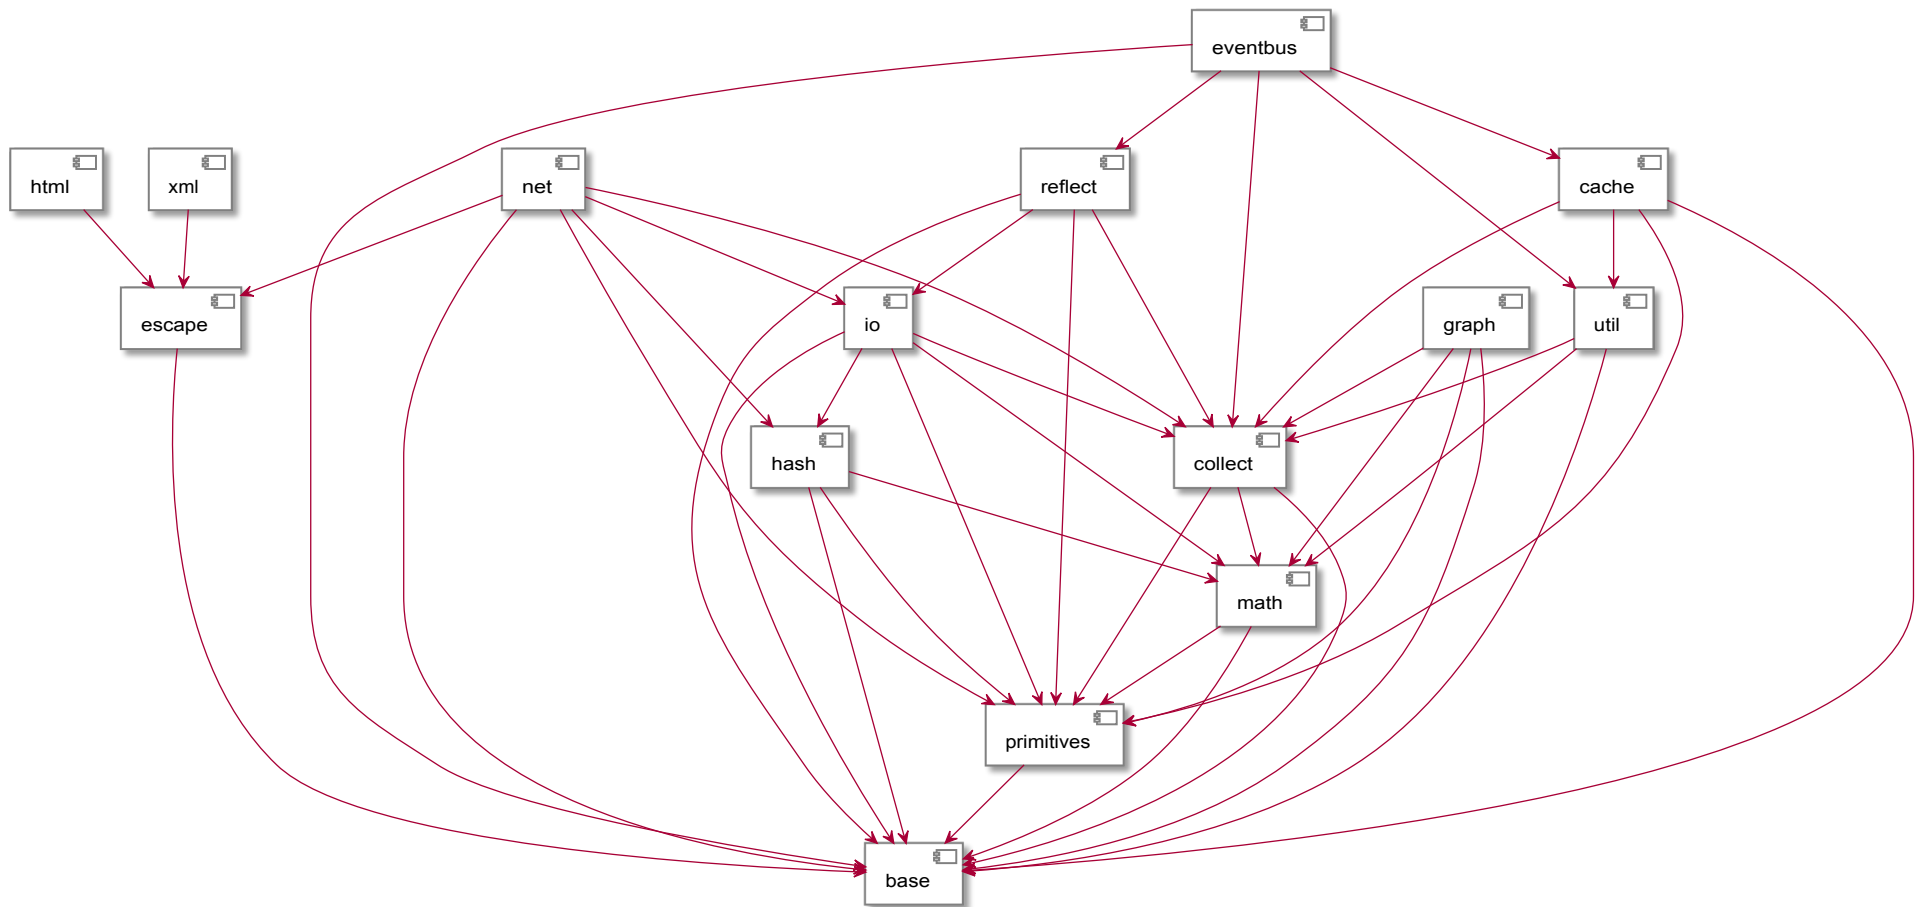 eventbus
html
xml
net
reflect
cache
escape
io
graph
util
hash
collect
math
primitives
base